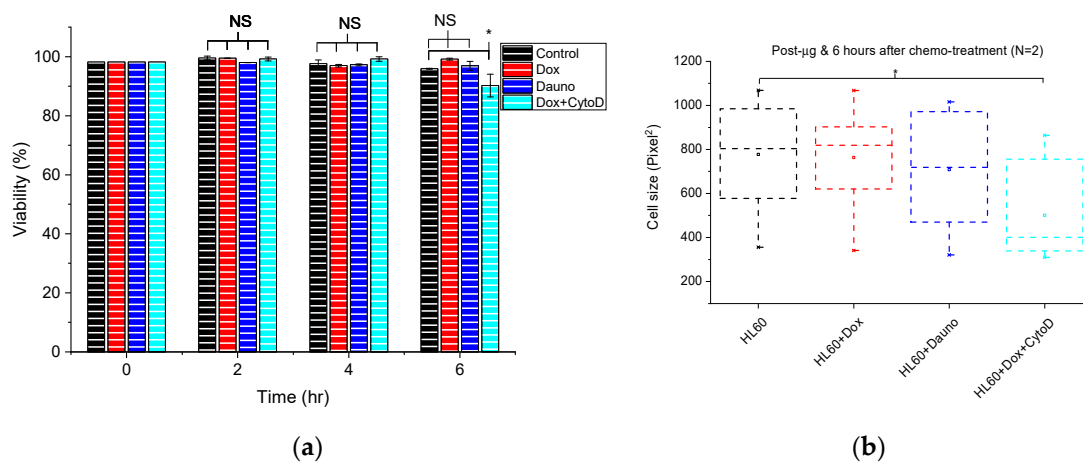 NS
NS
NS
*
Control
Dox
Dauno
Dox+CytoD
100
80
60
40
20
0
Viability (%)
0
2
4
6
Time (hr)
(a)
Post-μg & 6 hours after chemo-treatment (N=2)
*
1200
1000
800
600
400
200
Cell size (Pixel²)
HL60
HL60+Dox
HL60+Dauno
HL60+Dox+CytoD
(b)